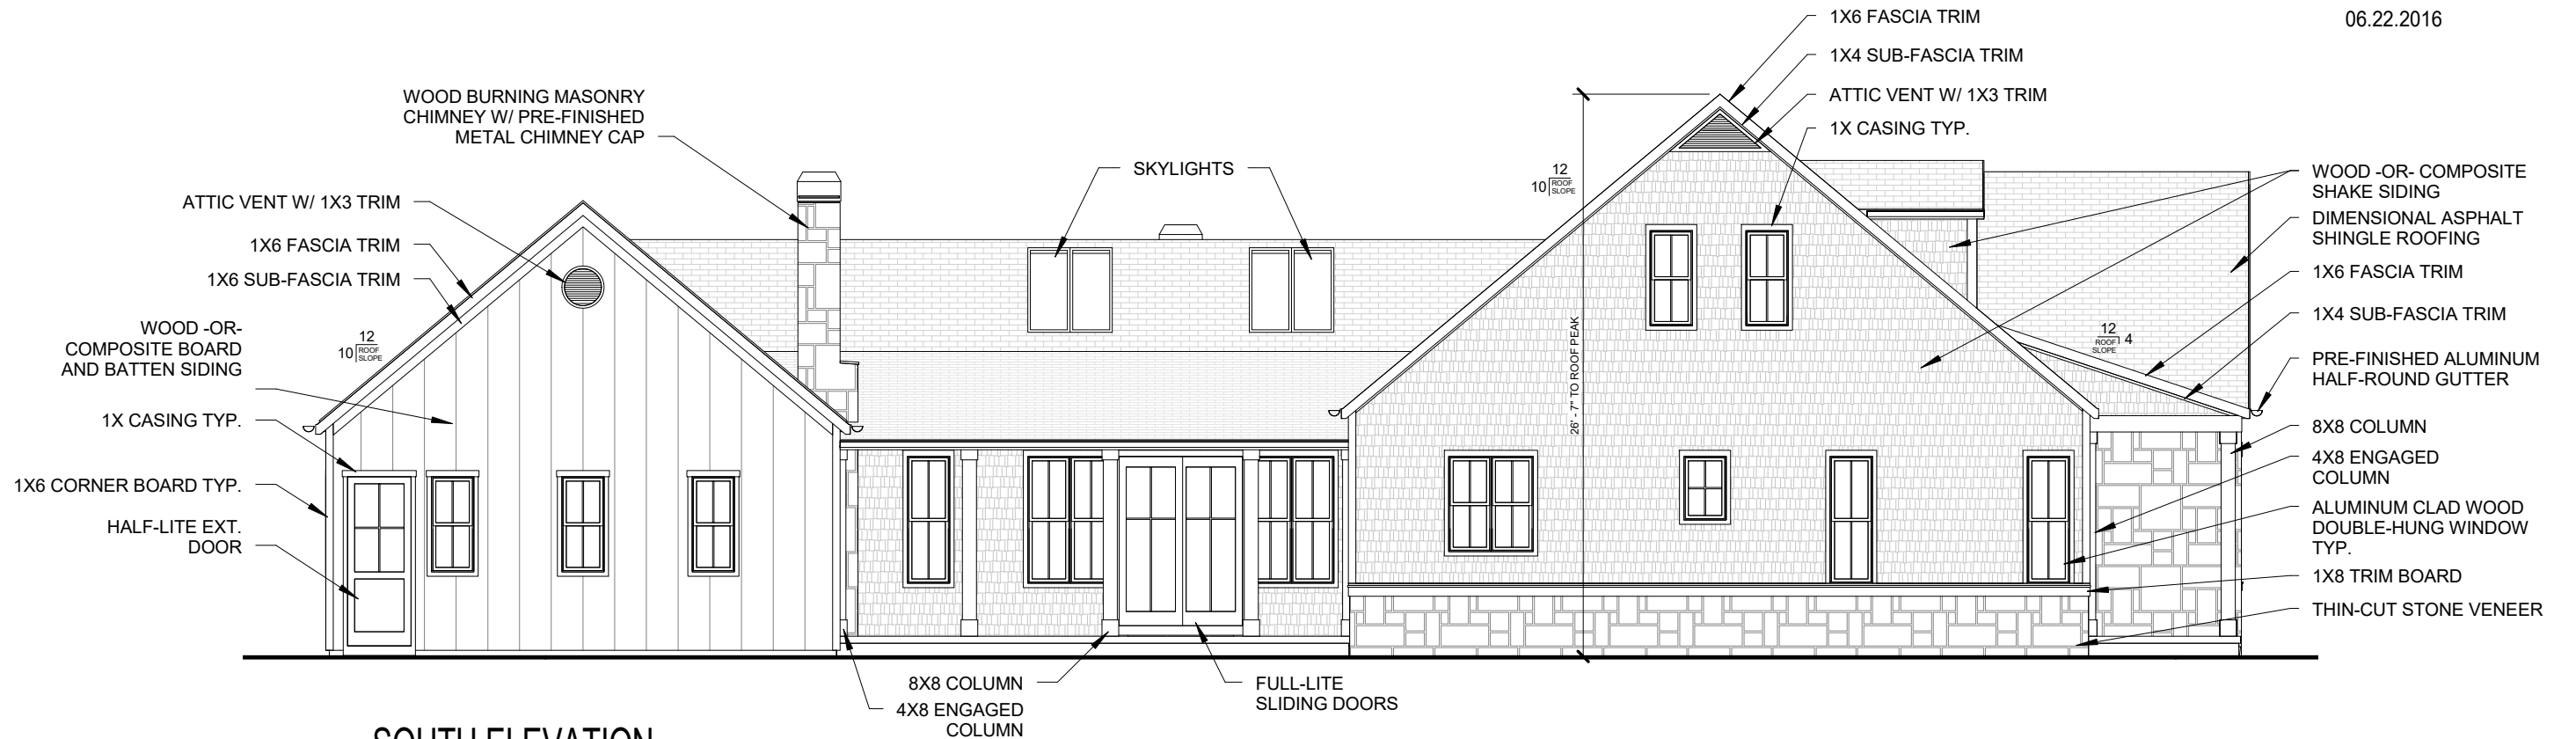 06.22.2016
1X6 FASCIA TRIM
1X4 SUB-FASCIA TRIM
ATTIC VENT W/ 1X3 TRIM
1X CASING TYP.
WOOD BURNING MASONRY
CHIMNEY W/ PRE-FINISHED
METAL CHIMNEY CAP
SKYLIGHTS
12
10 ROOF
SLOPE
ATTIC VENT W/ 1X3 TRIM
1X6 FASCIA TRIM
1X6 SUB-FASCIA TRIM
WOOD -OR-
COMPOSITE BOARD
AND BATTEN SIDING
12
10 ROOF
SLOPE
1X CASING TYP.
1X6 CORNER BOARD TYP.
HALF-LITE EXT.
DOOR
26' - 7" TO ROOF PEAK
WOOD -OR- COMPOSITE
SHAKE SIDING
DIMENSIONAL ASPHALT
SHINGLE ROOFING
1X6 FASCIA TRIM
1X4 SUB-FASCIA TRIM
12
ROOF 4
SLOPE
PRE-FINISHED ALUMINUM
HALF-ROUND GUTTER
8X8 COLUMN
4X8 ENGAGED
COLUMN
ALUMINUM CLAD WOOD
DOUBLE-HUNG WINDOW
TYP.
1X8 TRIM BOARD
THIN-CUT STONE VENEER
8X8 COLUMN
4X8 ENGAGED
COLUMN
FULL-LITE
SLIDING DOORS
SOUTH ELEVATION